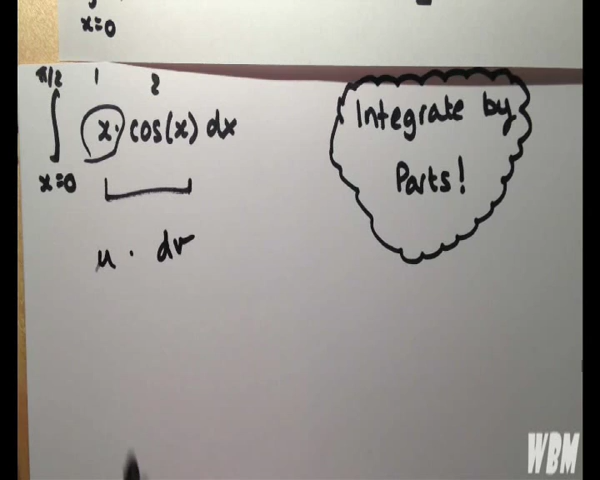 x=0
π/2 1 2
∫ x. cos(x) dx
x=0
u . dv
Integrate by
Parts!
WBM